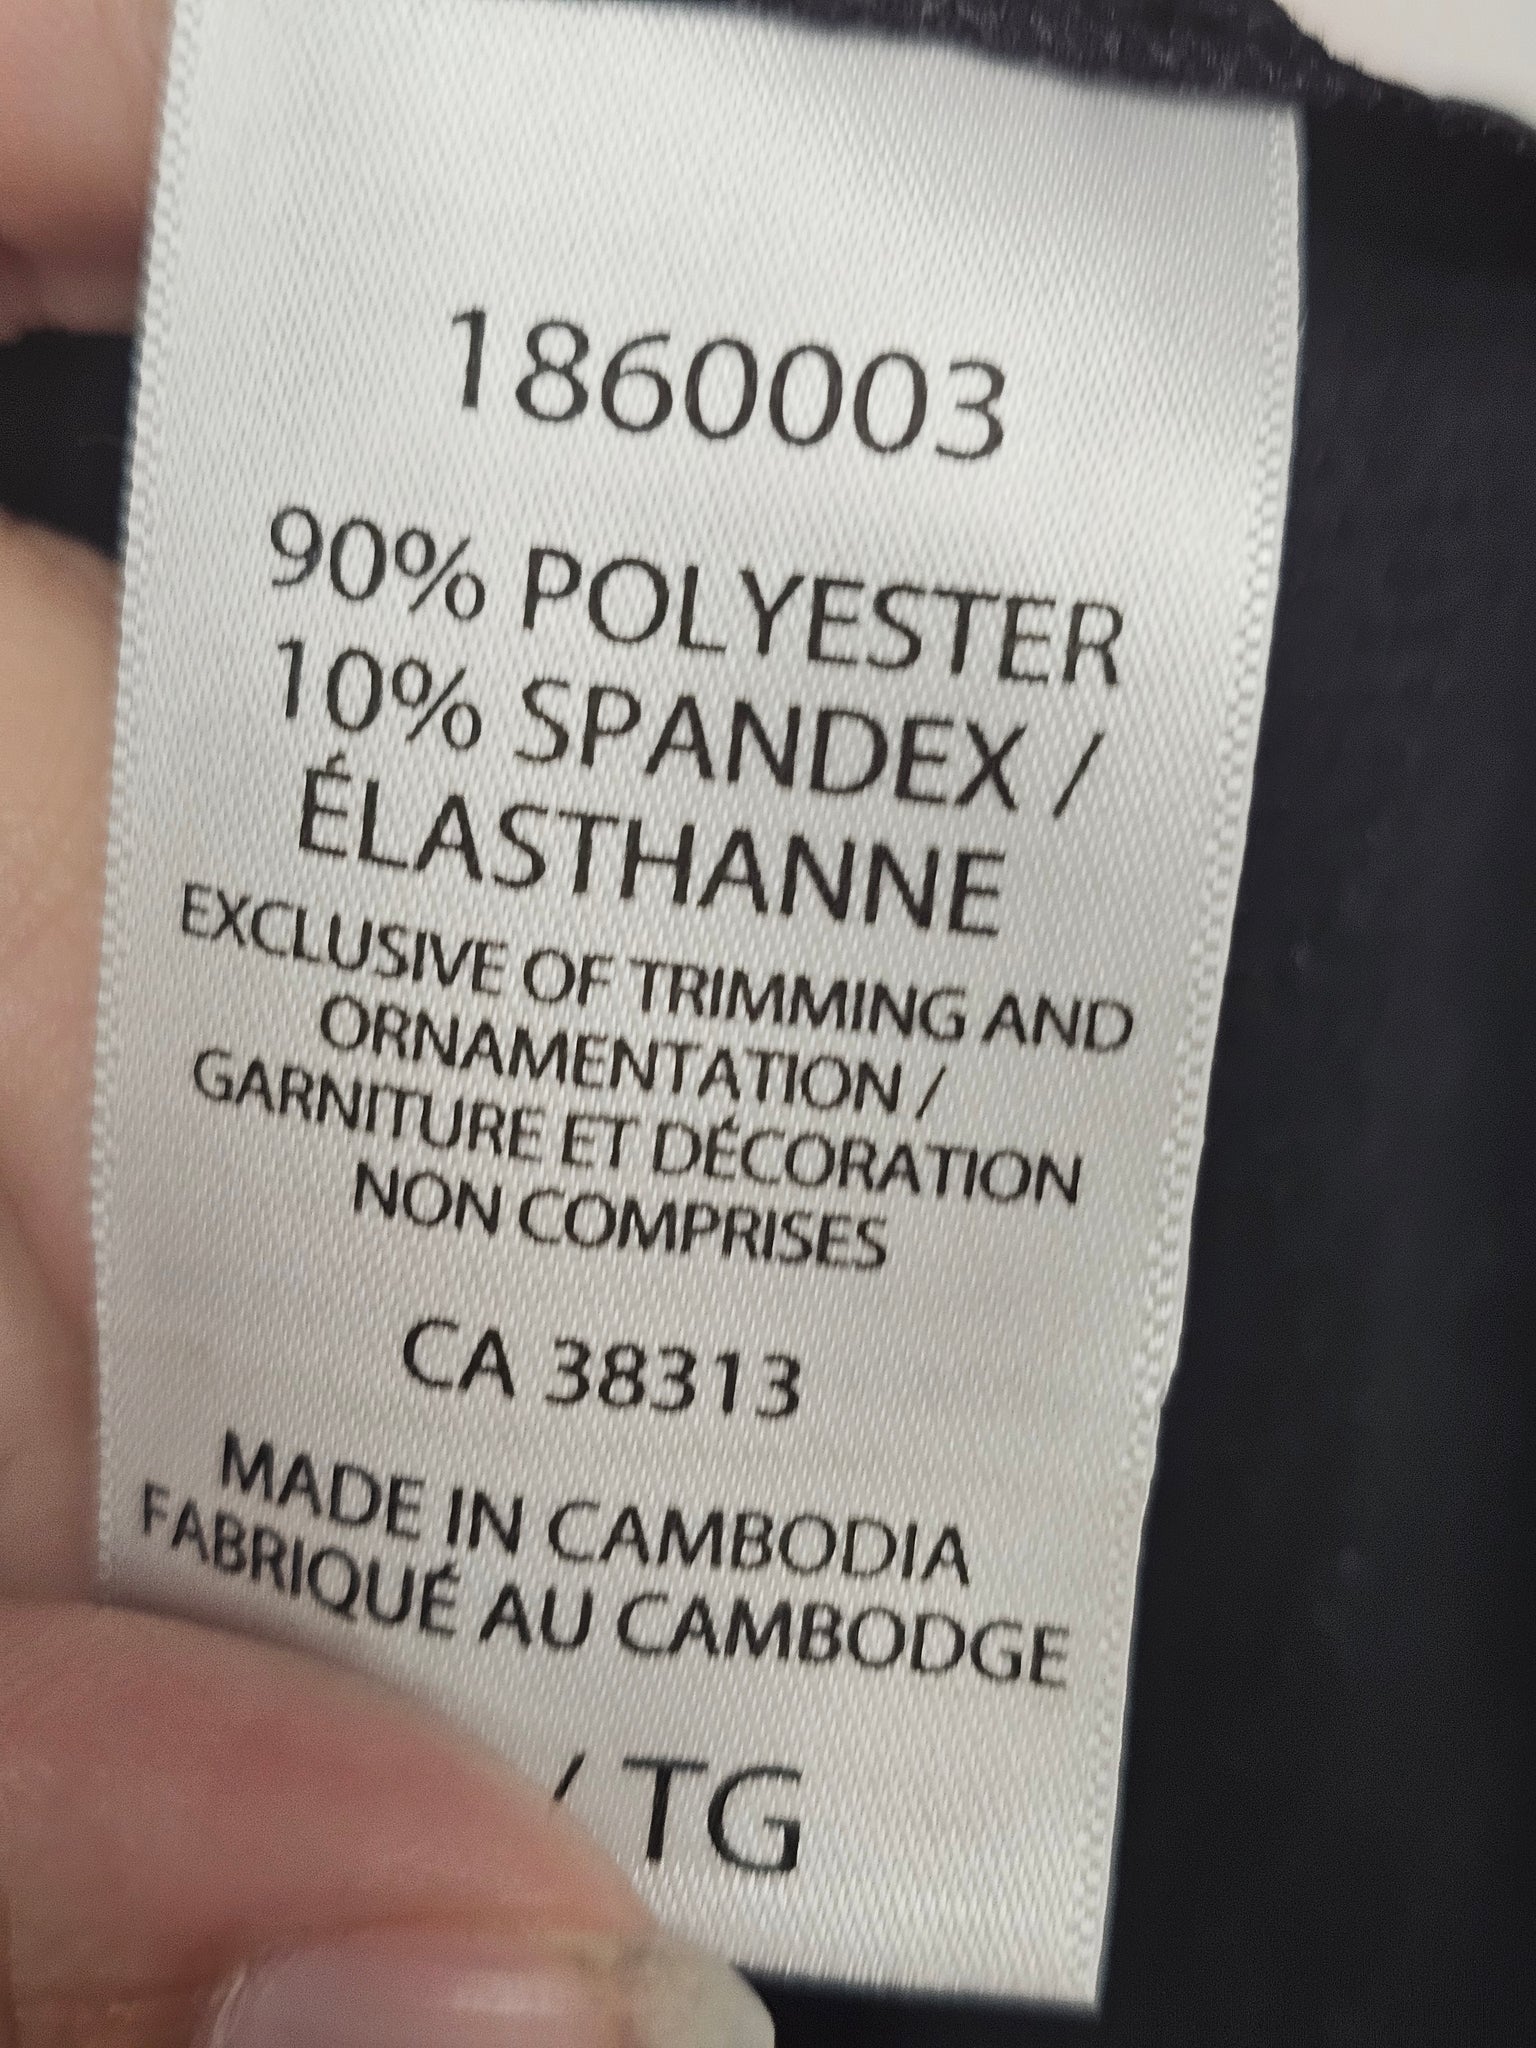 1860003
90% POLYESTER
10% SPANDEX /
ÉLASTHANNE
EXCLUSIVE OF TRIMMING AND
ORNAMENTATION /
GARNITURE ET DÉCORATION
NON COMPRISES
CA 38313
MADE IN CAMBODIA
FABRIQUÉ AU CAMBODGE
/ TG